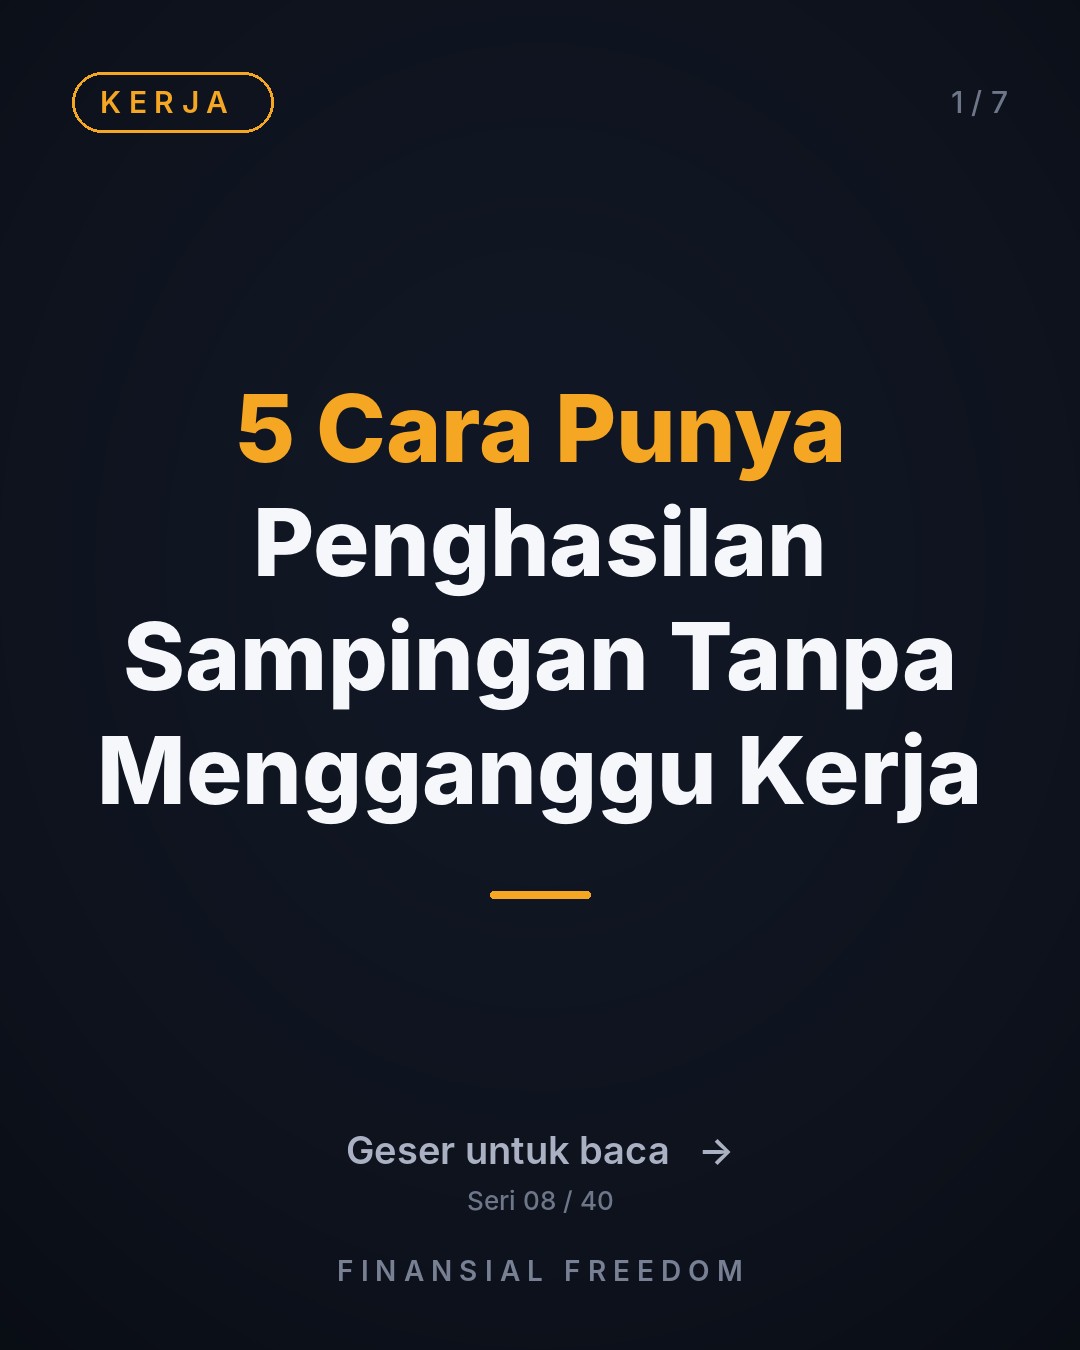 KERJA
1 / 7
5 Cara Punya
Penghasilan
Sampingan Tanpa
Mengganggu Kerja
Geser untuk baca →
Seri 08 / 40
FINANSIAL FREEDOM